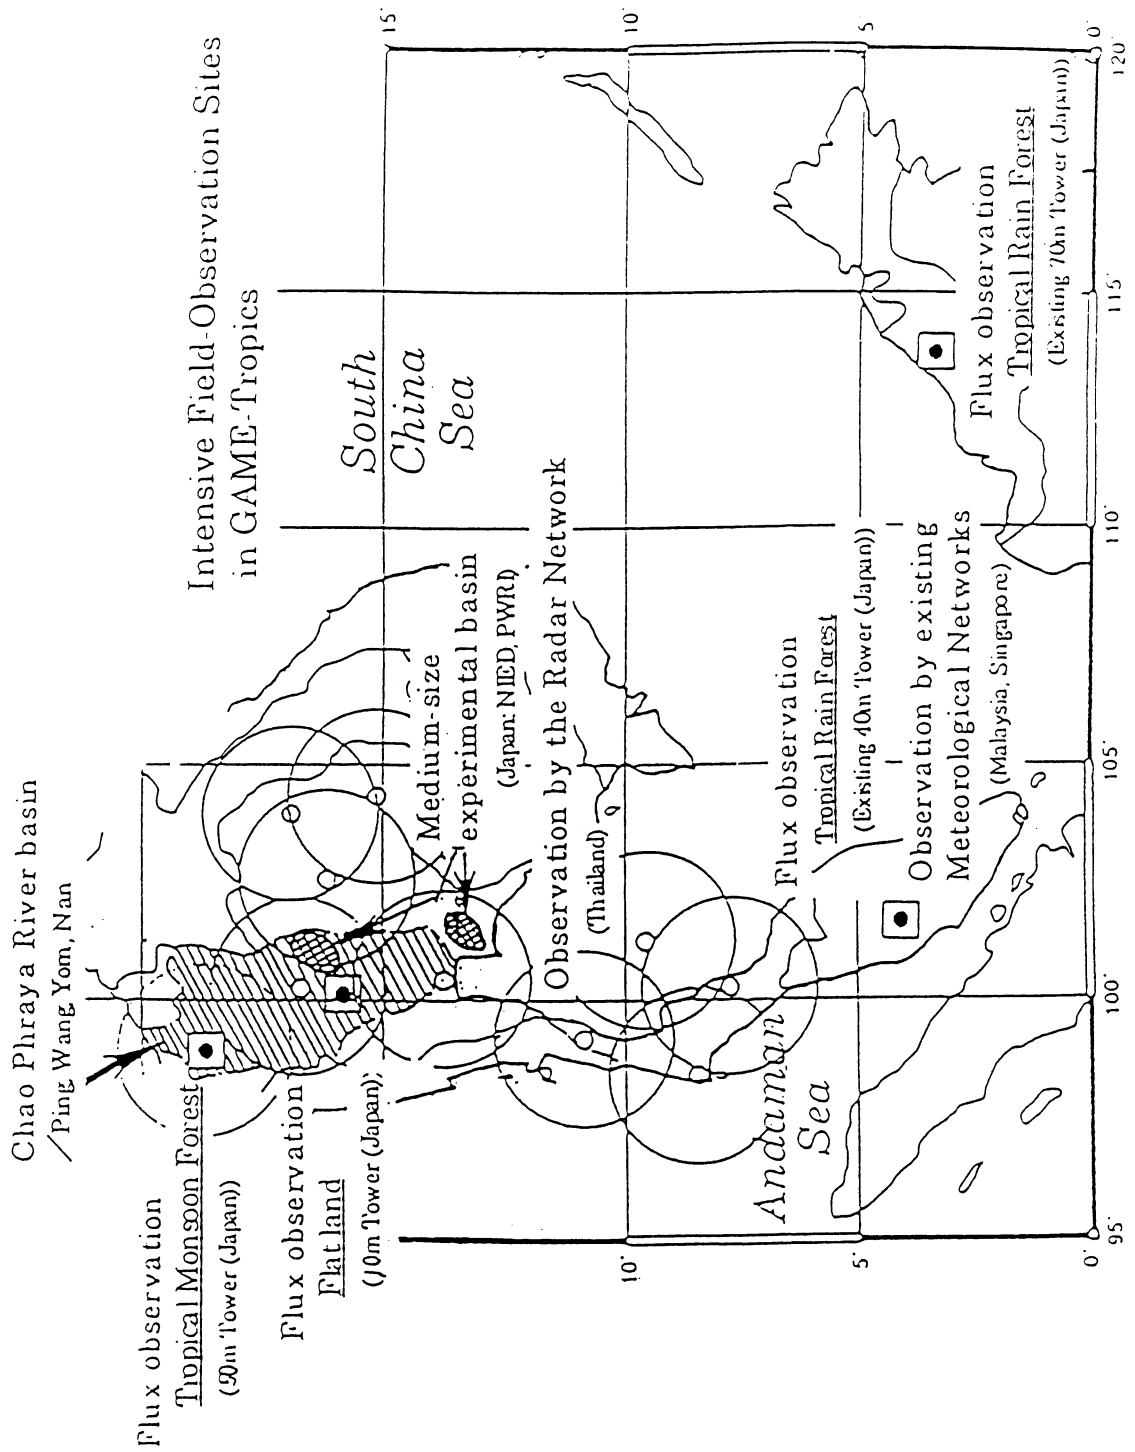 Intensive Field-Observation Sites
in GAME-Tropics
Chao Phraya River basin
/Ping Wang Yom, Nan
Flux observation
Tropical Monsoon Forest
(50m Tower (Japan))
Flux observation
Flat land
(10m Tower (Japan))
Medium-size
experimental basin
(Japan: NIED, PWRI)
Observation by the Radar Network
(Thailand)
South
China
Sea
Andaman
Sea
Flux observation
Tropical Rain Forest
(Existing 40m Tower (Japan))
Observation by existing
Meteorological Networks
(Malaysia, Singapore)
Flux observation
Tropical Rain Forest
(Existing 70m Tower (Japan))
15°
10°
5°
0°
10°
5°
0°
95°
100°
105°
110°
115°
120°